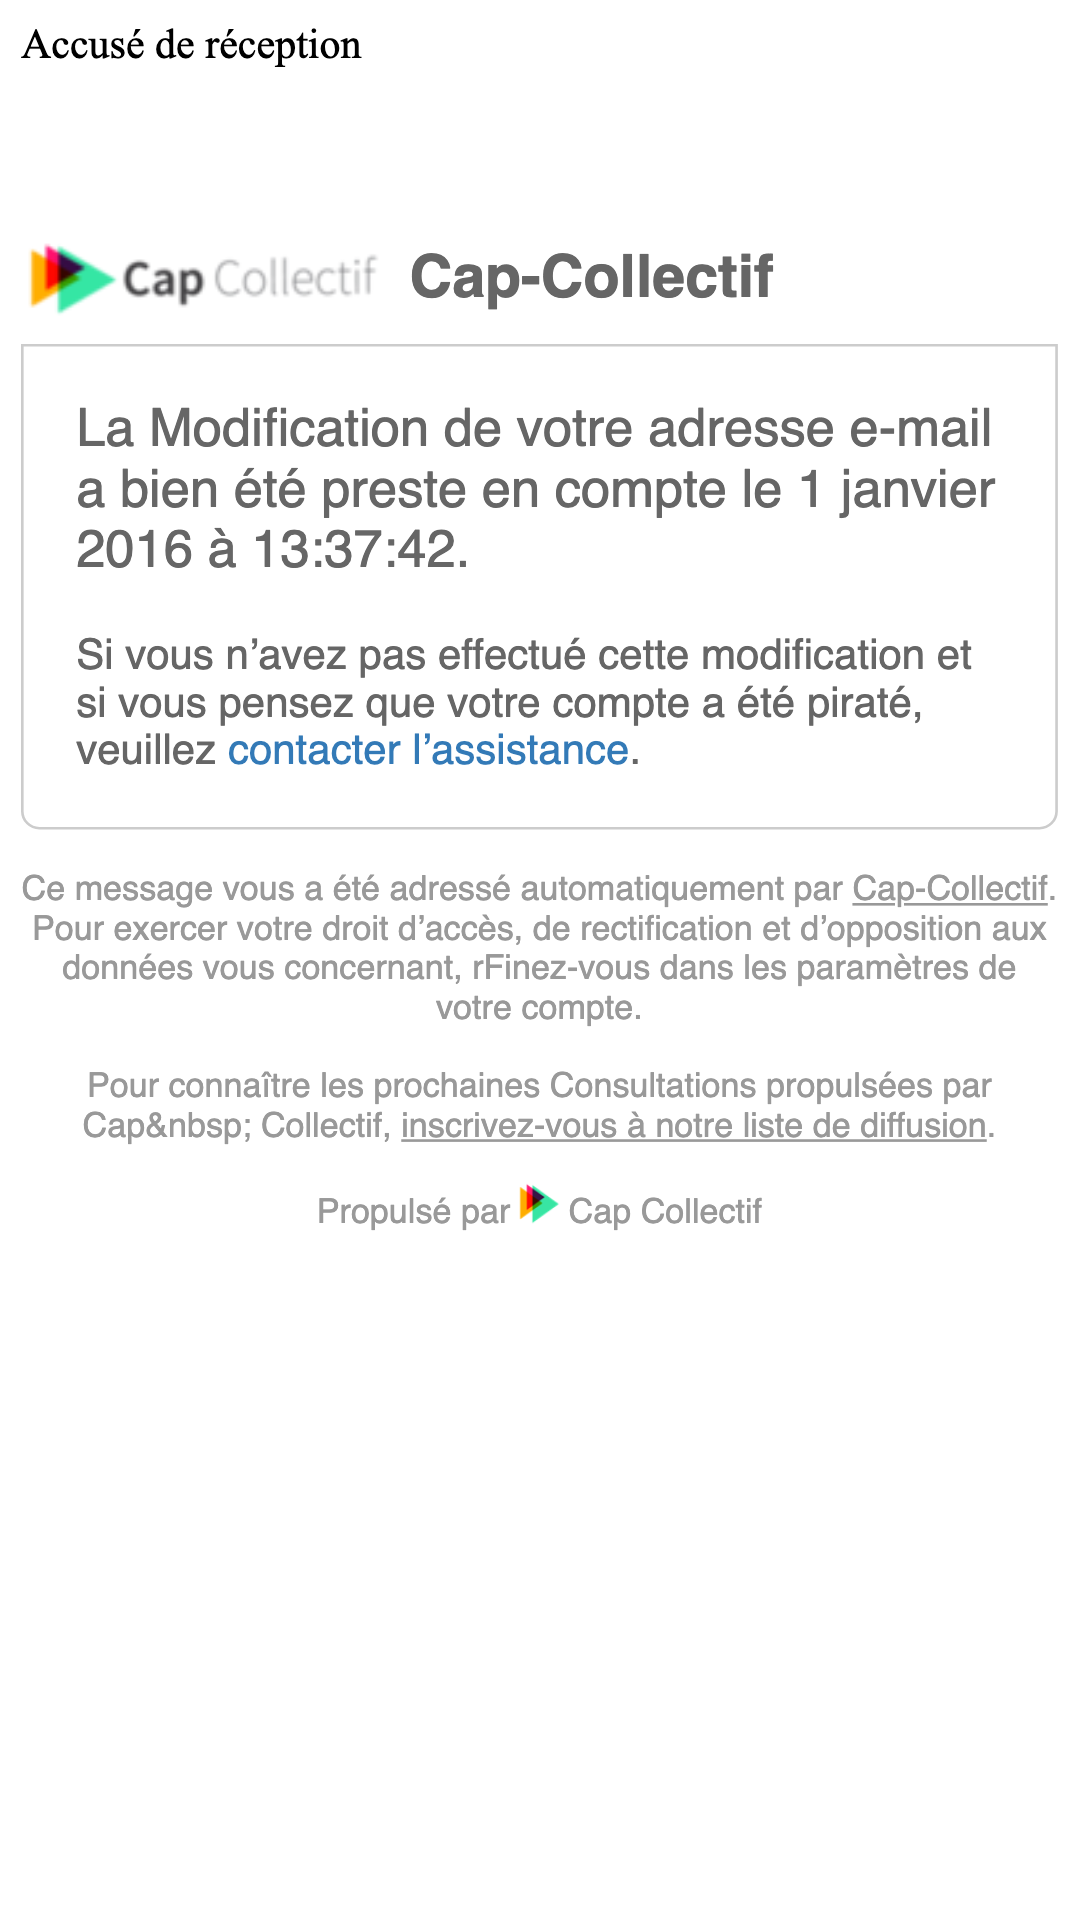 Accusé de réception
Cap Collectif Cap-Collectif
La Modification de votre adresse e-mail
a bien été preste en compte le 1 janvier
2016 à 13:37:42.
Si vous n’avez pas effectué cette modification et
si vous pensez que votre compte a été piraté,
veuillez contacter l’assistance.
Ce message vous a été adressé automatiquement par Cap-Collectif.
Pour exercer votre droit d’accès, de rectification et d’opposition aux
données vous concernant, rFinez-vous dans les paramètres de
votre compte.
Pour connaître les prochaines Consultations propulsées par
Cap&nbsp; Collectif, inscrivez-vous à notre liste de diffusion.
Propulsé par Cap Collectif